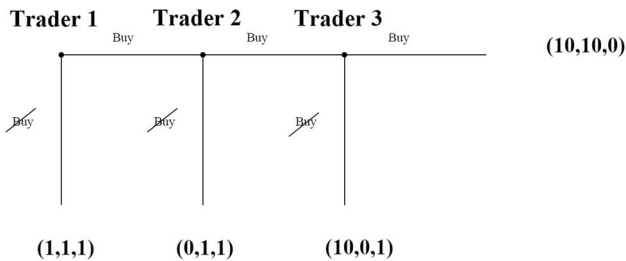 Trader 1 Trader 2 Trader 3
Buy Buy Buy (10,10,0)
Buy Buy Buy
(1,1,1) (0,1,1) (10,0,1)